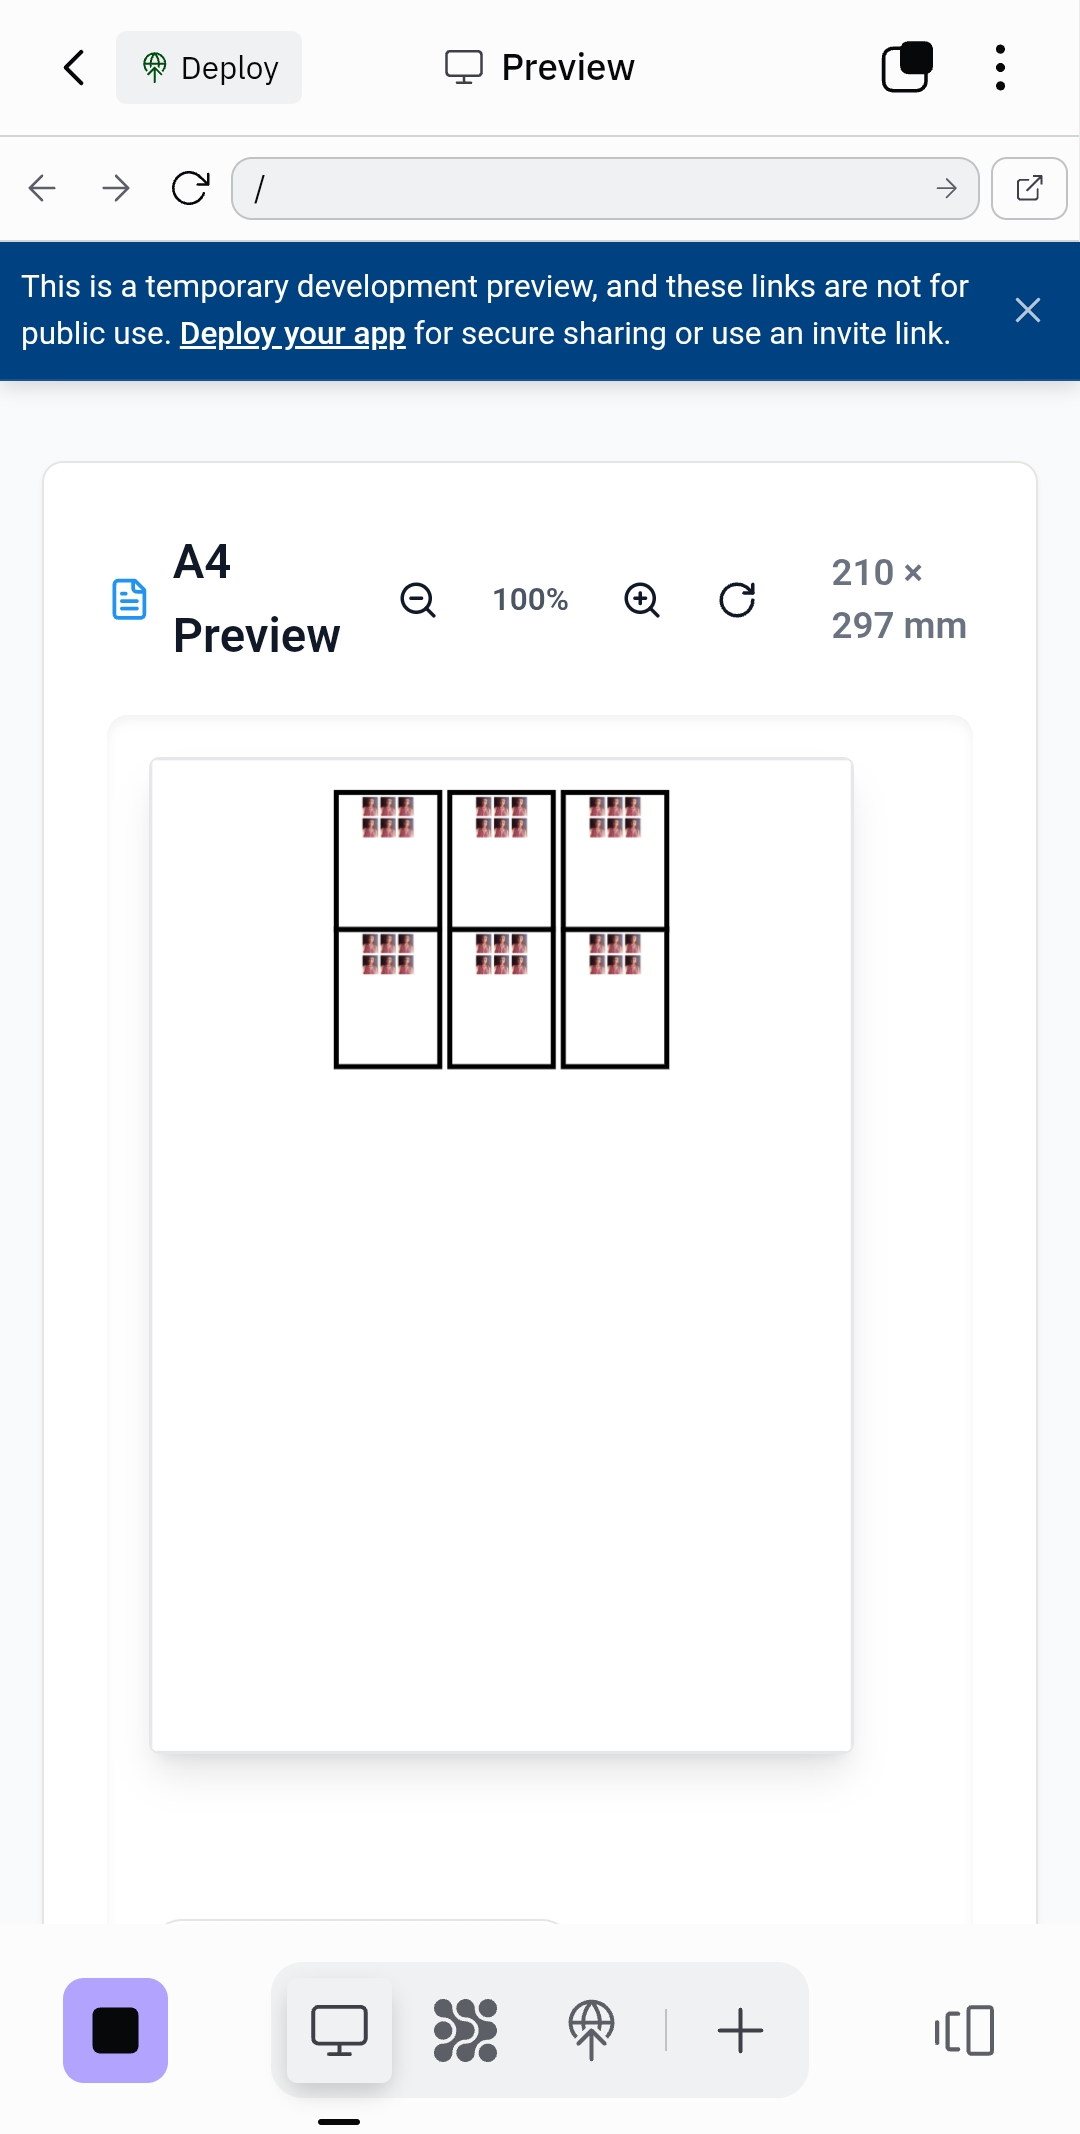 Deploy
Preview
/
This is a temporary development preview, and these links are not for
public use. Deploy your app for secure sharing or use an invite link.
A4
Preview
100%
210 ×
297 mm